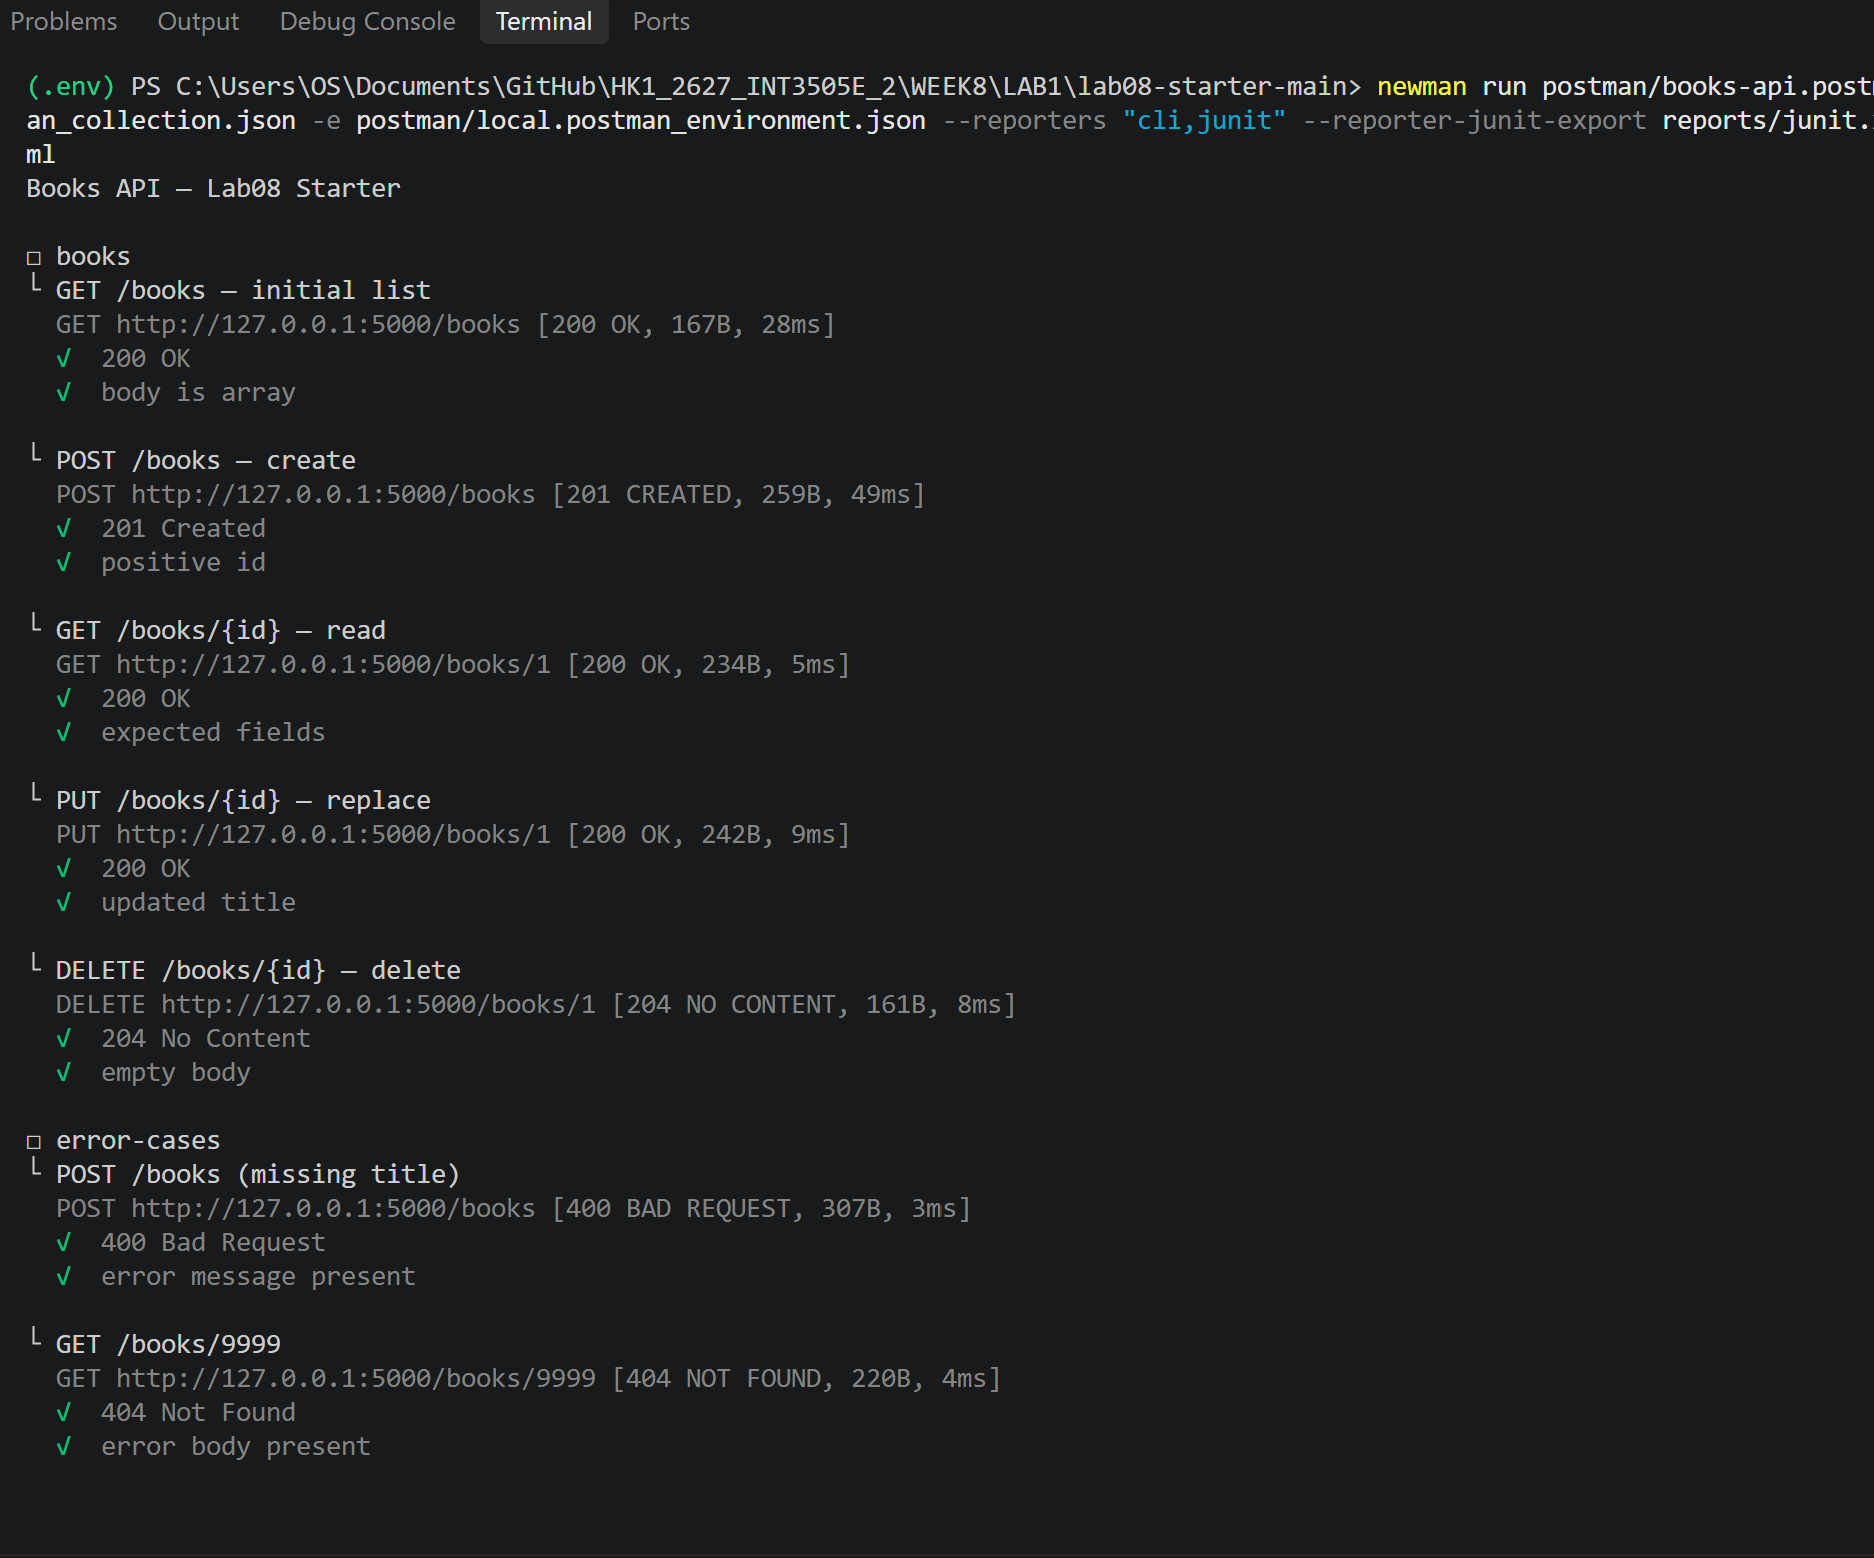 Problems Output Debug Console Terminal Ports
(.env) PS C:\Users\OS\Documents\GitHub\HK1_2627_INT3505E_2\WEEK8\LAB1\lab08-starter-main> newman run postman/books-api.postm
an_collection.json -e postman/local.postman_environment.json --reporters "cli,junit" --reporter-junit-export reports/junit.x
ml
Books API — Lab08 Starter
□ books
└ GET /books — initial list
GET http://127.0.0.1:5000/books [200 OK, 167B, 28ms]
√ 200 OK
√ body is array
└ POST /books — create
POST http://127.0.0.1:5000/books [201 CREATED, 259B, 49ms]
√ 201 Created
√ positive id
└ GET /books/{id} — read
GET http://127.0.0.1:5000/books/1 [200 OK, 234B, 5ms]
√ 200 OK
√ expected fields
└ PUT /books/{id} — replace
PUT http://127.0.0.1:5000/books/1 [200 OK, 242B, 9ms]
√ 200 OK
√ updated title
└ DELETE /books/{id} — delete
DELETE http://127.0.0.1:5000/books/1 [204 NO CONTENT, 161B, 8ms]
√ 204 No Content
√ empty body
□ error-cases
└ POST /books (missing title)
POST http://127.0.0.1:5000/books [400 BAD REQUEST, 307B, 3ms]
√ 400 Bad Request
√ error message present
└ GET /books/9999
GET http://127.0.0.1:5000/books/9999 [404 NOT FOUND, 220B, 4ms]
√ 404 Not Found
√ error body present